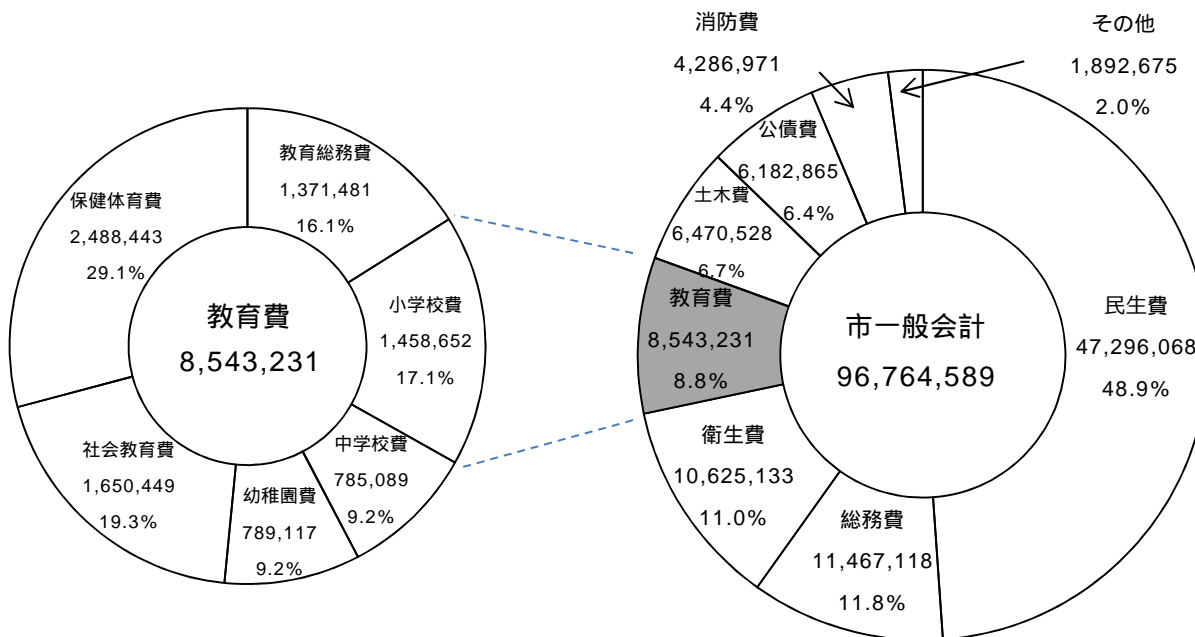 教育総務費
1,371,481
16.1%
小学校費
1,458,652
17.1%
中学校費
785,089
9.2%
幼稚園費
789,117
9.2%
社会教育費
1,650,449
19.3%
保健体育費
2,488,443
29.1%
教育費
8,543,231
消防費
4,286,971
4.4%
その他
1,892,675
2.0%
公債費
6,182,865
6.4%
土木費
6,470,528
6.7%
教育費
8,543,231
8.8%
衛生費
10,625,133
11.0%
総務費
11,467,118
11.8%
民生費
47,296,068
48.9%
市一般会計
96,764,589